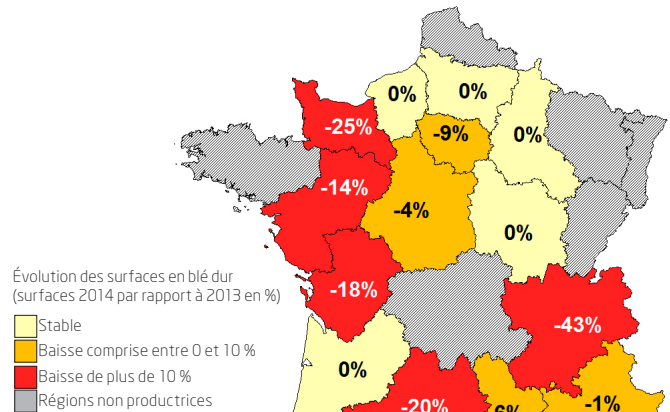 0%
0%
-25%
-9%
0%
-14%
-4%
0%
-18%
Évolution des surfaces en blé dur
(surfaces 2014 par rapport à 2013 en %)
Stable
Baisse comprise entre 0 et 10 %
Baisse de plus de 10 %
Régions non productrices
-43%
0%
-20%
-1%